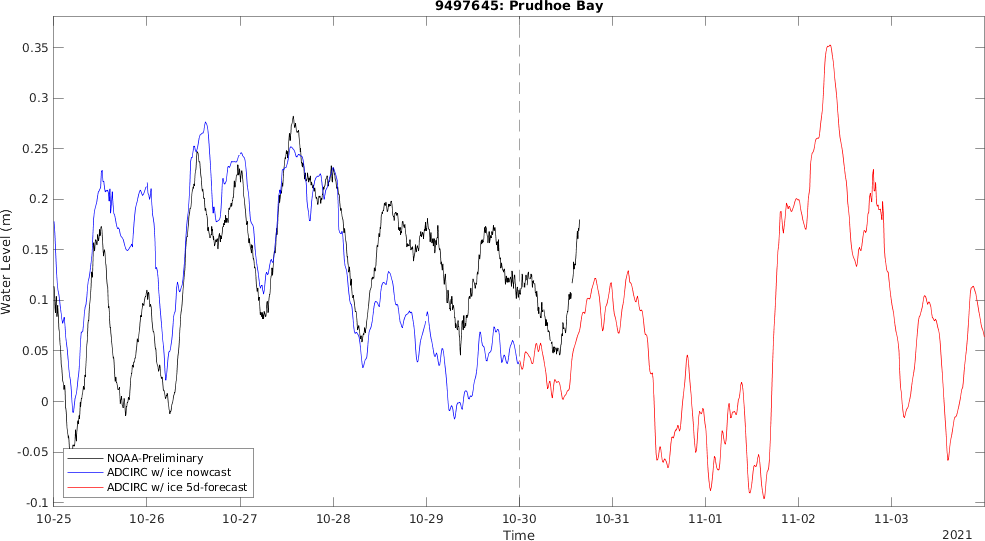 9497645: Prudhoe Bay
Water Level (m)
0.35
0.3
0.25
0.2
0.15
0.1
0.05
0
-0.05
-0.1
NOAA-Preliminary
ADCIRC w/ ice nowcast
ADCIRC w/ ice 5d-forecast
10-25 10-26 10-27 10-28 10-29 10-30 10-31 11-01 11-02 11-03
Time
2021